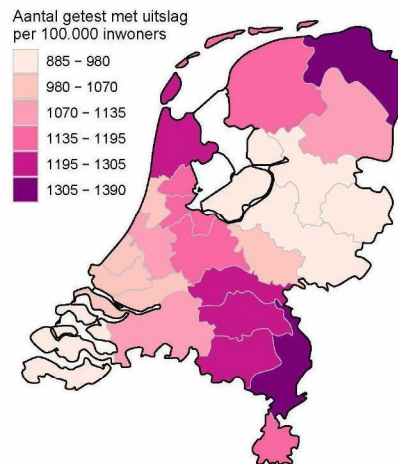 Aantal getest met uitslag
per 100.000 inwoners
885 – 980
980 – 1070
1070 – 1135
1135 – 1195
1195 – 1305
1305 – 1390